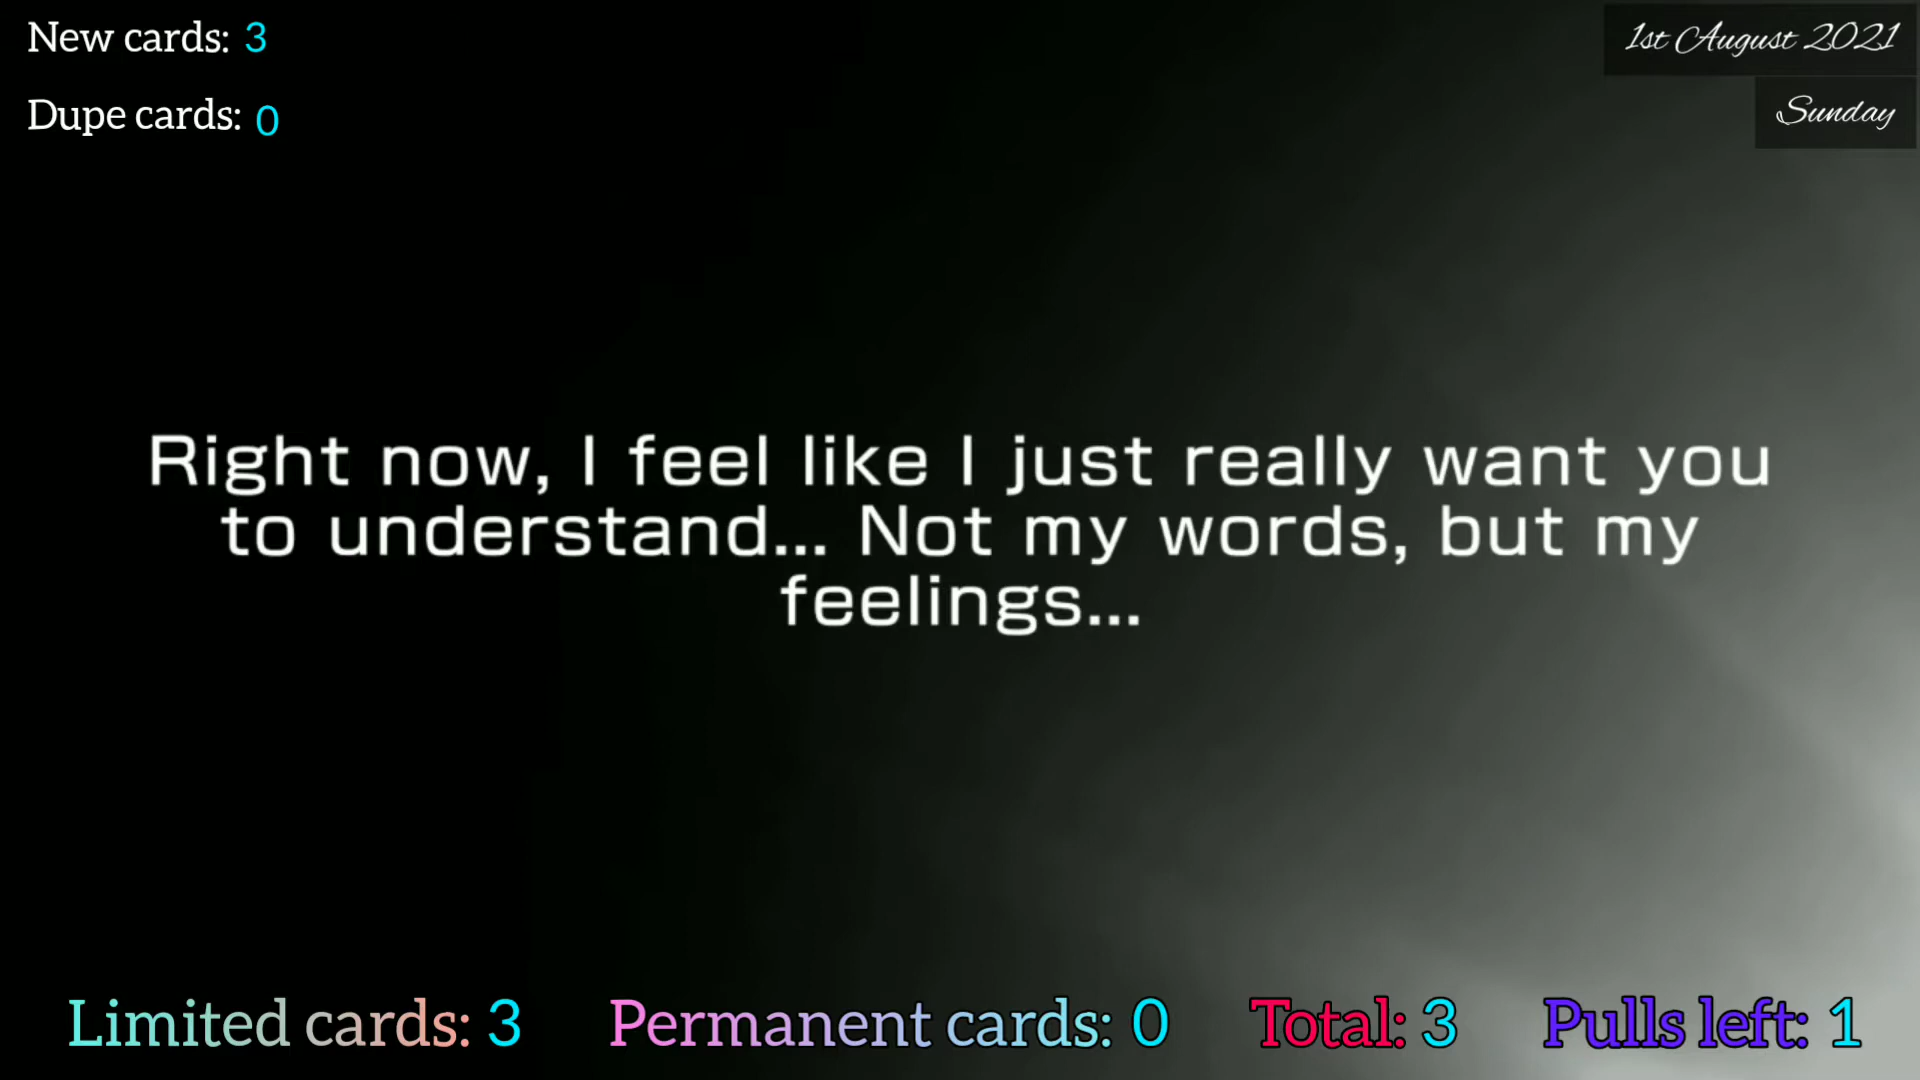 New cards: 3
1st August 2021
Dupe cards: 0
Sunday
Right now, I feel like I just really want you
to understand... Not my words, but my
feelings...
Limited cards: 3 Permanent cards: 0 Total: 3 Pulls left: 1